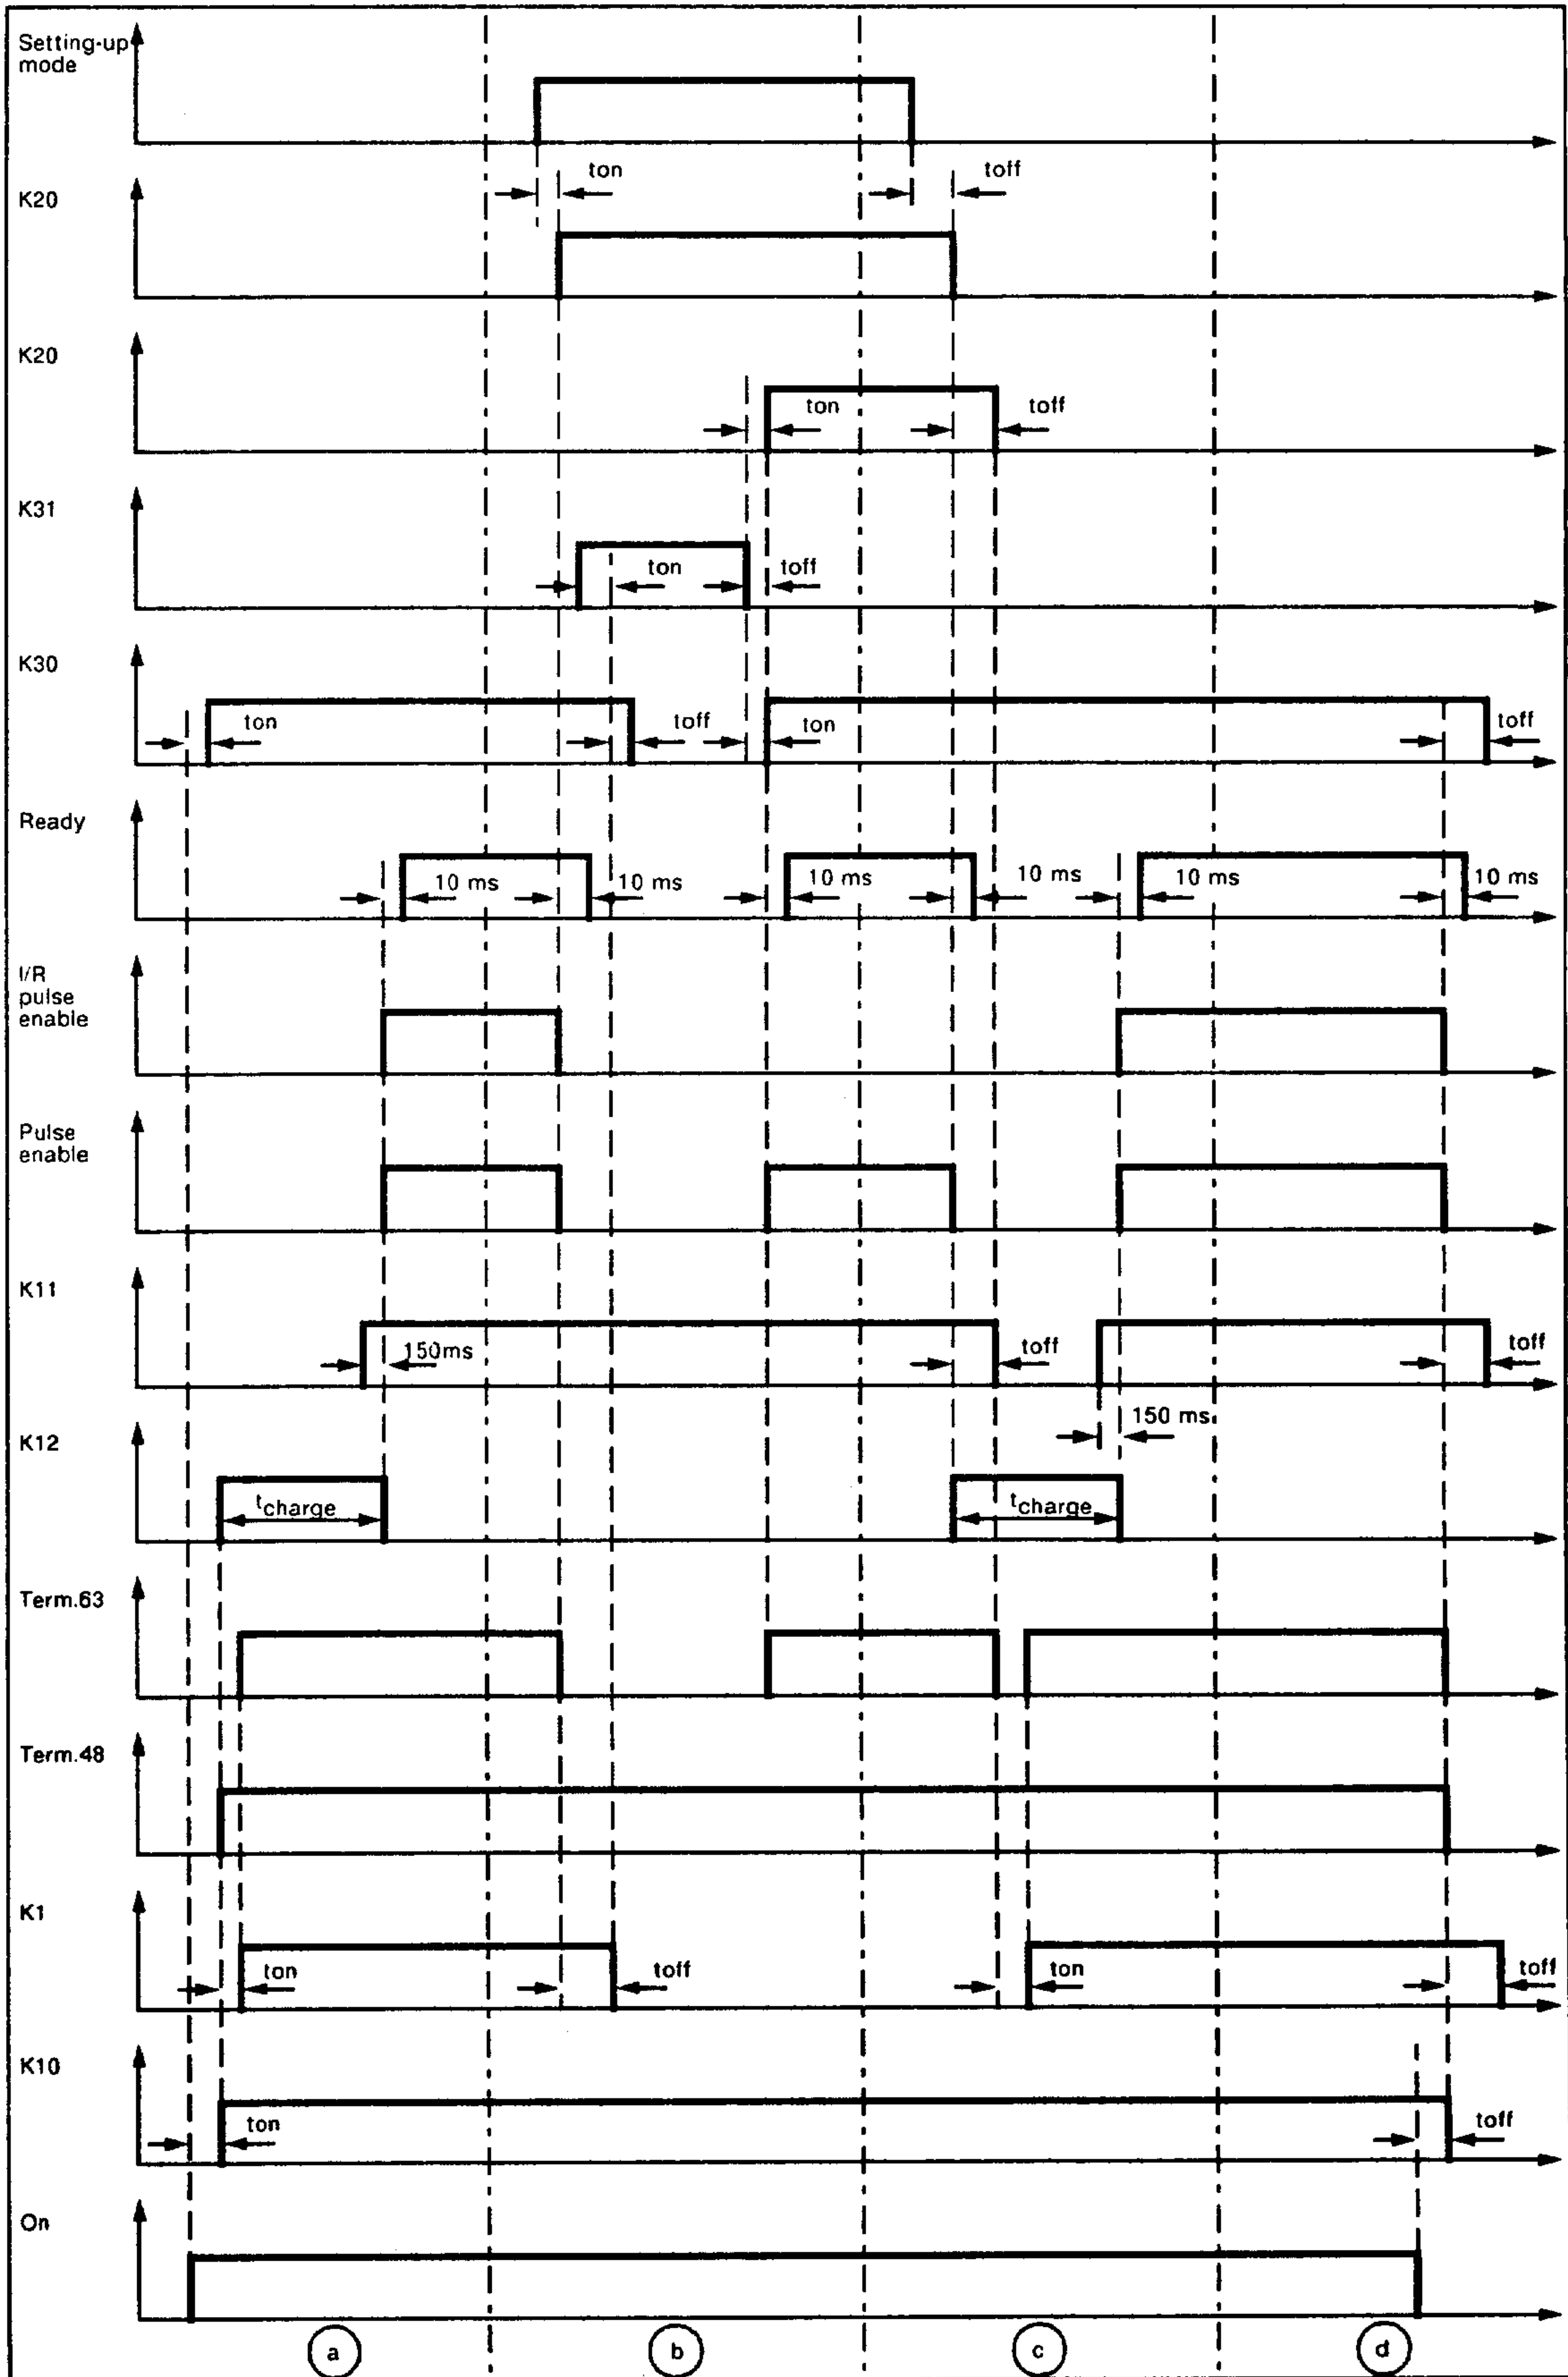 Setting-up
mode
ton
toff
K20
K20
ton
toff
K31
ton
toff
K30
ton
toff
ton
toff
Ready
10 ms
10 ms
10 ms
10 ms
10 ms
10 ms
I/R
pulse
enable
Pulse
enable
K11
150ms
toff
toff
150 ms
K12
tcharge
tcharge
Term.63
Term.48
K1
ton
toff
ton
toff
K10
ton
toff
On
a
b
c
d